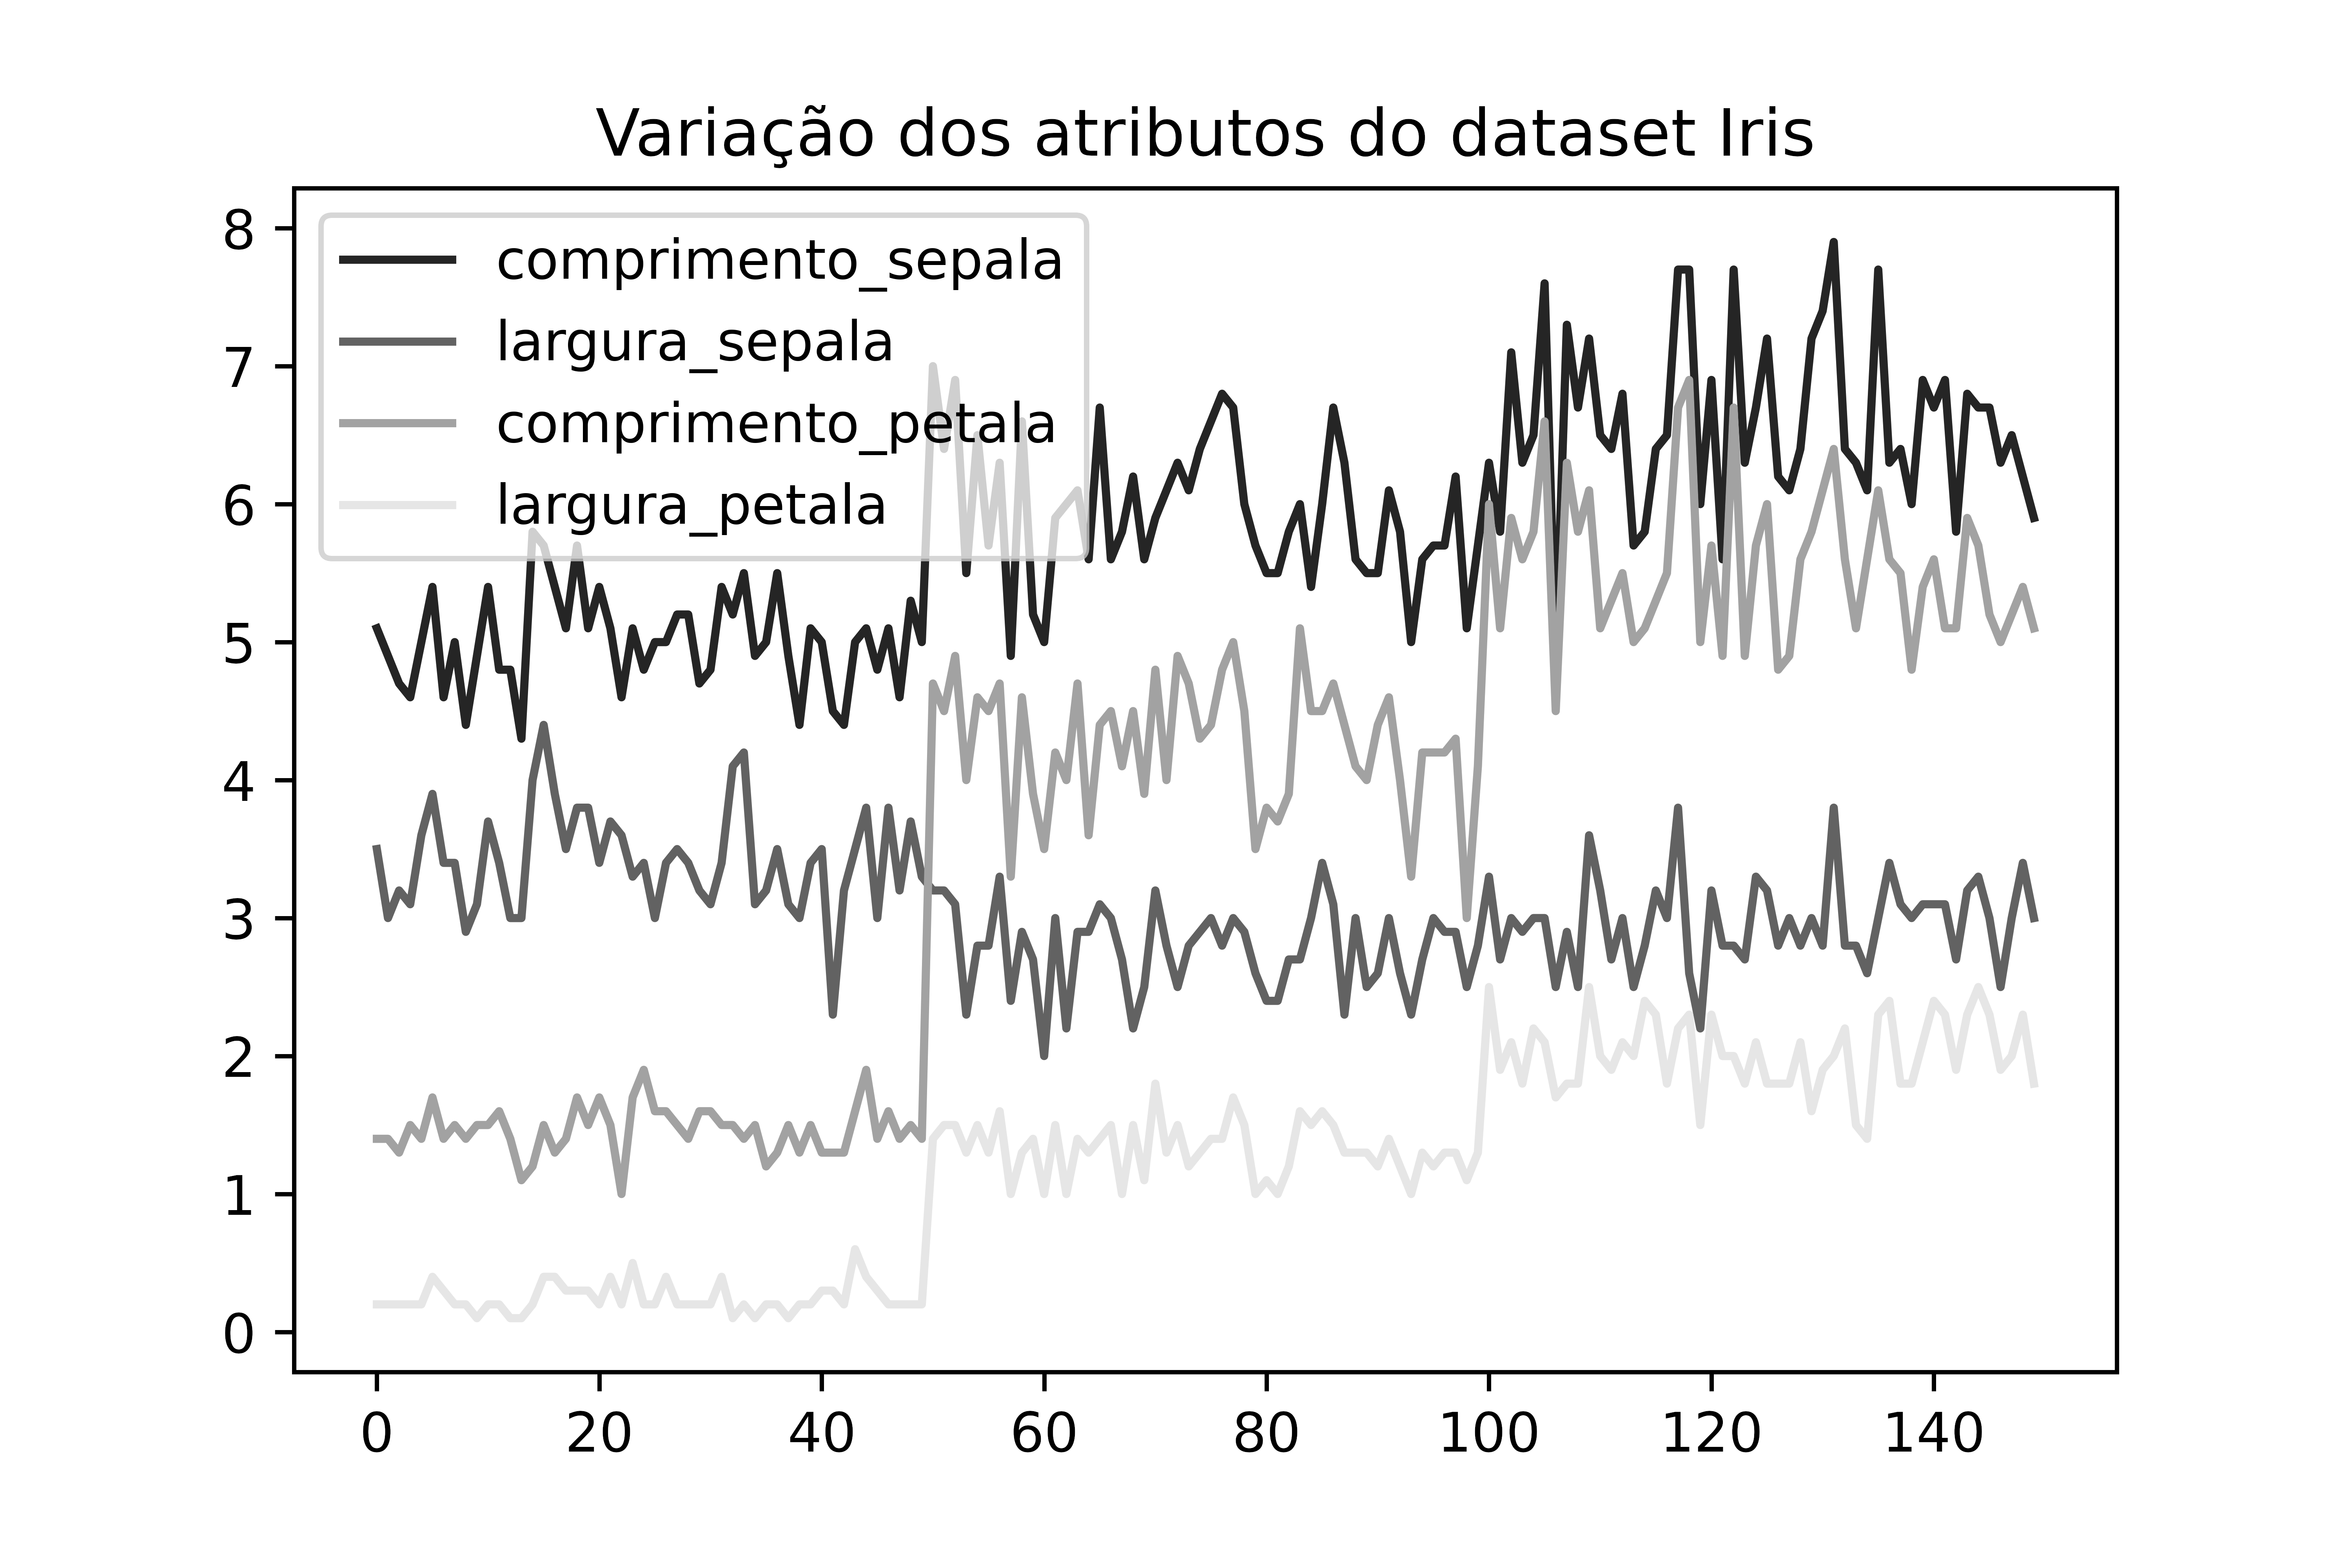 Variação dos atributos do dataset Iris
comprimento_sepala
largura_sepala
comprimento_petala
largura_petala
8
7
6
5
4
3
2
1
0
0 20 40 60 80 100 120 140